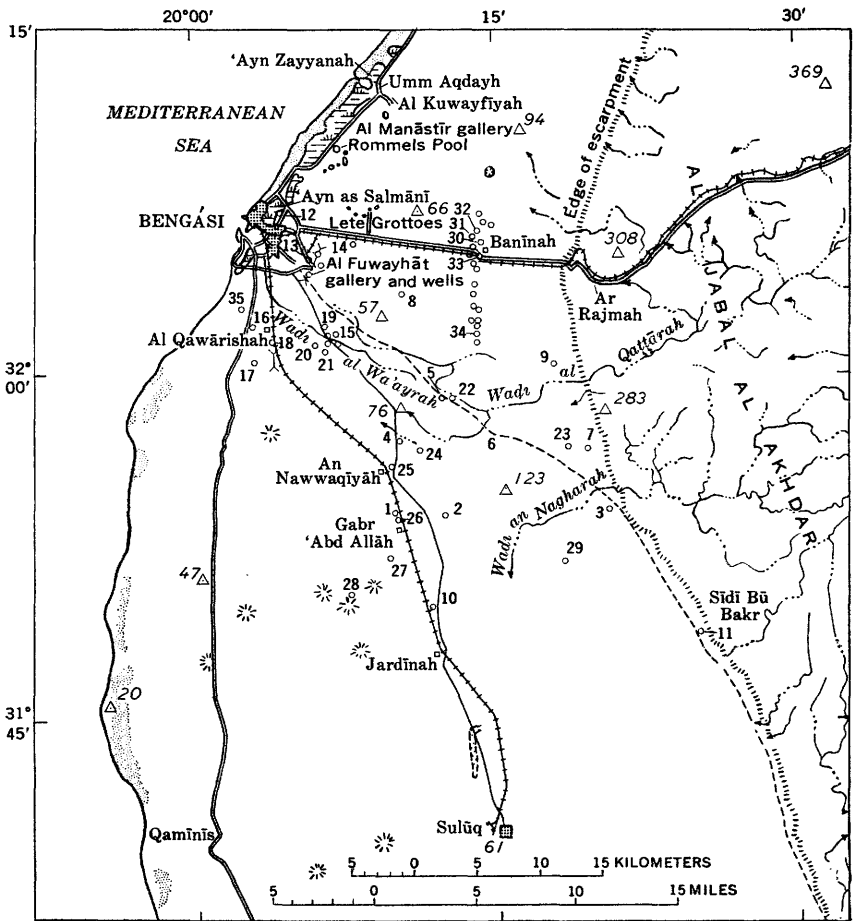 15'
20°00'
15'
30'
369
'Ayn Zayyanah
Umm Aqdayh
Al Kuwayfīyah
MEDITERRANEAN
SEA
Al Manāstīr gallery
94
Rommels Pool
Edge of escarpment
AL JABAL AL AKHDAR
Ayn as Salmānī
BENGÁSI
12
Lete Grottoes
66
32
31
30
Banīnah
308
13
14
33
Al Fuwayhāt
gallery and wells
Ar
Rajmah
8
35
57
16
19
15
34
Al Qawārishah
18
Wadi al Wa'ayrah
20
21
32°
00'
17
9
Wadi al Qattārah
5
22
283
76
4
24
6
23
7
An
Nawwaqīyāh
25
123
Wadi an Nagharah
1
26
2
3
Gabr
'Abd Allāh
27
29
47
28
10
Sīdī Bū
Bakr
11
Jardīnah
20
31°
45'
Qamīnīs
Sulūq
61
5 0 5 10 15 KILOMETERS
5 0 5 10 15 MILES